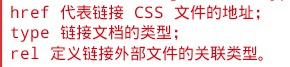 href 代表链接 CSS 文件的地址；
type 链接文档的类型；
rel 定义链接外部文件的关联类型。